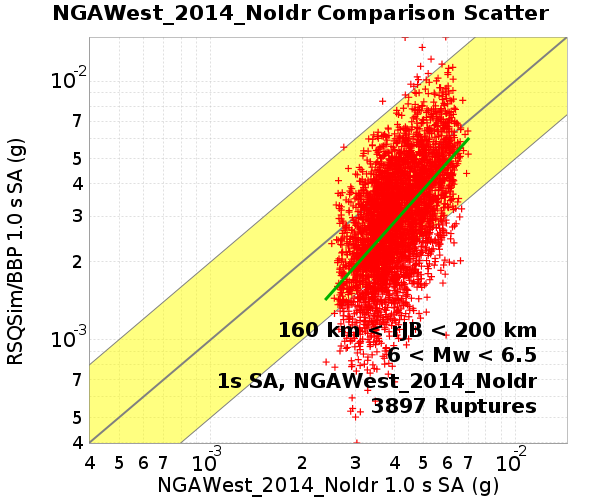 NGAWest_2014_NoIdr Comparison Scatter
RSQSim/BBP 1.0 s SA (g)
10-2
7
5
4
3
2
10-3
7
5
4
160 km < rJB < 200 km
6 < Mw < 6.5
1s SA, NGAWest_2014_NoIdr
3897 Ruptures
4 5 6 7 10-3 2 3 4 5 6 7 10-2
NGAWest_2014_NoIdr 1.0 s SA (g)